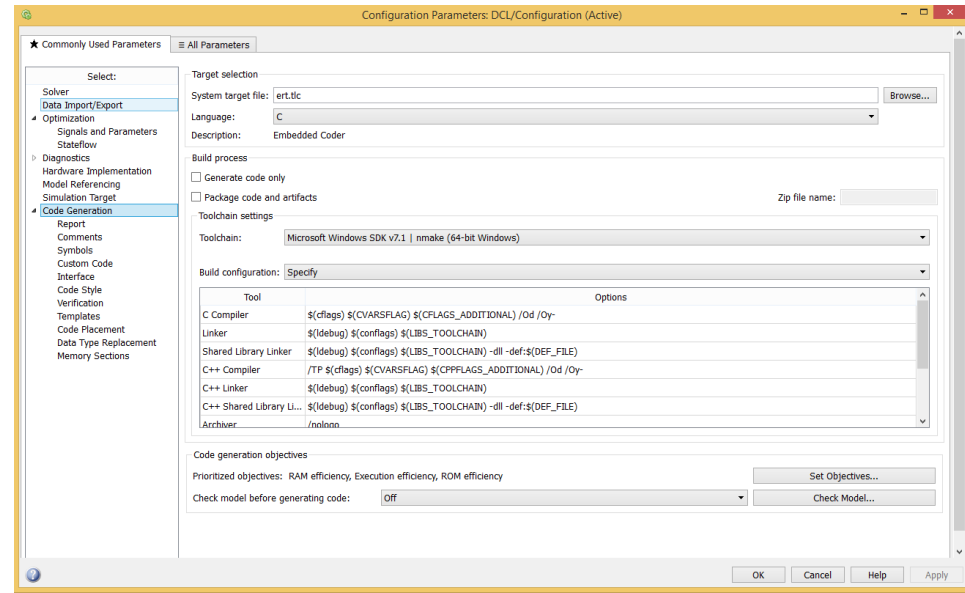 Configuration Parameters: DCL/Configuration (Active)
★ Commonly Used Parameters
≡ All Parameters
Select:
Solver
Data Import/Export
Optimization
Signals and Parameters
Stateflow
Diagnostics
Hardware Implementation
Model Referencing
Simulation Target
Code Generation
Report
Comments
Symbols
Custom Code
Interface
Code Style
Verification
Templates
Code Placement
Data Type Replacement
Memory Sections
Target selection
System target file: ert.tlc Browse...
Language: C
Description: Embedded Coder
Build process
Generate code only
Package code and artifacts Zip file name:
Toolchain settings
Toolchain: Microsoft Windows SDK v7.1 | nmake (64-bit Windows)
Build configuration: Specify
Tool Options
C Compiler $(cflags) $(CVARSFLAG) $(CFLAGS_ADDITIONAL) /Od /Oy-
Linker $(ldebug) $(conflags) $(LIBS_TOOLCHAIN)
Shared Library Linker $(ldebug) $(conflags) $(LIBS_TOOLCHAIN) -dll -def:$(DEF_FILE)
C++ Compiler /TP $(cflags) $(CVARSFLAG) $(CPPFLAGS_ADDITIONAL) /Od /Oy-
C++ Linker $(ldebug) $(conflags) $(LIBS_TOOLCHAIN)
C++ Shared Library Li... $(ldebug) $(conflags) $(LIBS_TOOLCHAIN) -dll -def:$(DEF_FILE)
Archiver /nologo
Code generation objectives
Prioritized objectives: RAM efficiency, Execution efficiency, ROM efficiency Set Objectives...
Check model before generating code: Off Check Model...
OK Cancel Help Apply